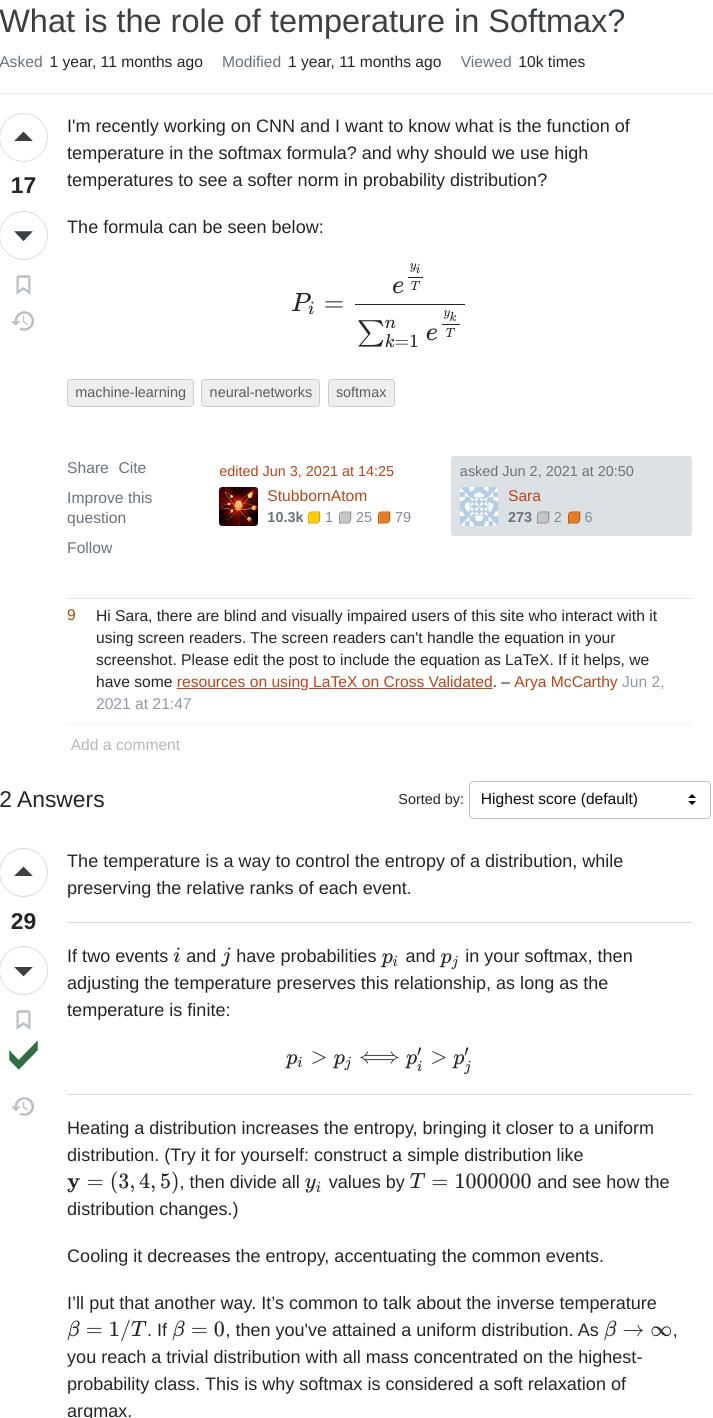 What is the role of temperature in Softmax?
Asked 1 year, 11 months ago Modified 1 year, 11 months ago Viewed 10k times
I'm recently working on CNN and I want to know what is the function of
temperature in the softmax formula? and why should we use high
17
temperatures to see a softer norm in probability distribution?
The formula can be seen below:
P_i = \frac{e^{\frac{y_i}{T}}}{\sum_{k=1}^{n} e^{\frac{y_k}{T}}}
machine-learning neural-networks softmax
Share Cite
Improve this
question
Follow
edited Jun 3, 2021 at 14:25
StubbornAtom
10.3k 1 25 79
asked Jun 2, 2021 at 20:50
Sara
273 2 6
9 Hi Sara, there are blind and visually impaired users of this site who interact with it
using screen readers. The screen readers can't handle the equation in your
screenshot. Please edit the post to include the equation as LaTeX. If it helps, we
have some resources on using LaTeX on Cross Validated. – Arya McCarthy Jun 2,
2021 at 21:47
Add a comment
2 Answers
Sorted by: Highest score (default)
The temperature is a way to control the entropy of a distribution, while
preserving the relative ranks of each event.
29
If two events i and j have probabilities p_i and p_j in your softmax, then
adjusting the temperature preserves this relationship, as long as the
temperature is finite:
p_i > p_j ⟺ p′_i > p′_j
Heating a distribution increases the entropy, bringing it closer to a uniform
distribution. (Try it for yourself: construct a simple distribution like
y = (3, 4, 5), then divide all y_i values by T = 1000000 and see how the
distribution changes.)
Cooling it decreases the entropy, accentuating the common events.
I’ll put that another way. It’s common to talk about the inverse temperature
β = 1/T. If β = 0, then you've attained a uniform distribution. As β → ∞,
you reach a trivial distribution with all mass concentrated on the highest-
probability class. This is why softmax is considered a soft relaxation of
argmax.